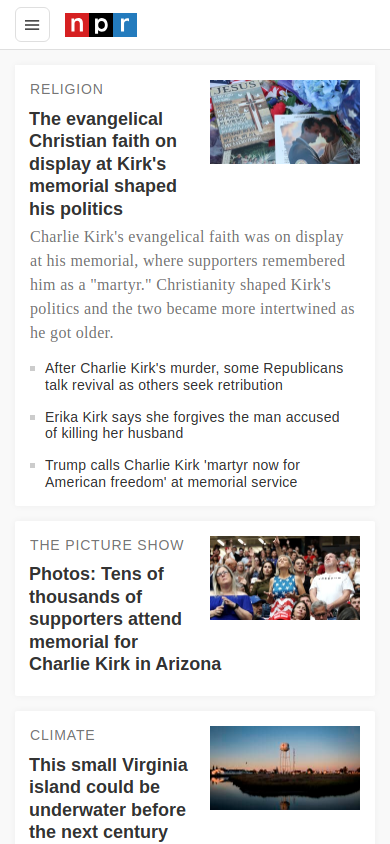 npr
RELIGION
JESUS
The evangelical
Christian faith on
display at Kirk's
memorial shaped
his politics
Charlie Kirk's evangelical faith was on display
at his memorial, where supporters remembered
him as a "martyr." Christianity shaped Kirk's
politics and the two became more intertwined as
he got older.
After Charlie Kirk's murder, some Republicans
talk revival as others seek retribution
Erika Kirk says she forgives the man accused
of killing her husband
Trump calls Charlie Kirk 'martyr now for
American freedom' at memorial service
THE PICTURE SHOW
Photos: Tens of
thousands of
supporters attend
memorial for
Charlie Kirk in Arizona
CLIMATE
This small Virginia
island could be
underwater before
the next century